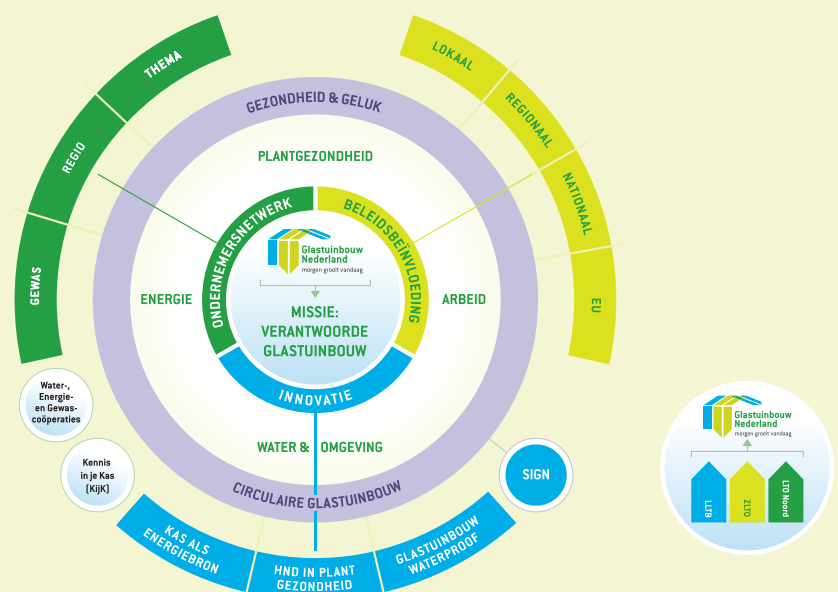 THEMA
REGIO
GEWAS
LOKAAL
REGIONAAL
NATIONAAL
EU
GEZONDHEID & GELUK
PLANTGEZONDHEID
ONDERNEMERSNETWERK
BELEIDSBEÏNVLOEDING
Glastuinbouw
Nederland
morgen groeit vandaag
MISSIE:
VERANTWOORDE
GLASTUINBOUW
ENERGIE
ARBEID
INNOVATIE
WATER & OMGEVING
CIRCULAIRE GLASTUINBOUW
Water-,
Energie-
en Gewas-
coöperaties
Kennis
in je Kas
(KijK)
SIGN
KAS ALS
ENERGIEBRON
HND IN PLANT
GEZONDHEID
GLASTUINBOUW
WATERPROOF
Glastuinbouw
Nederland
morgen groeit vandaag
LLTB
ZLTO
LTO Noord